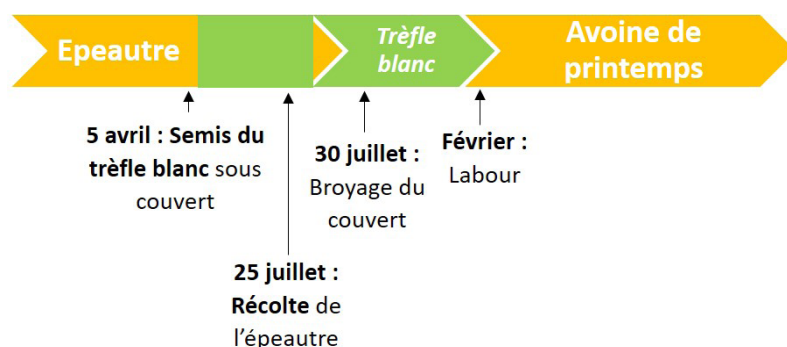 Epeautre
Trèfle
blanc
Avoine de
printemps
5 avril : Semis du
trèfle blanc sous
couvert
30 juillet :
Broyage du
couvert
Février :
Labour
25 juillet :
Récolte de
l’épeautre